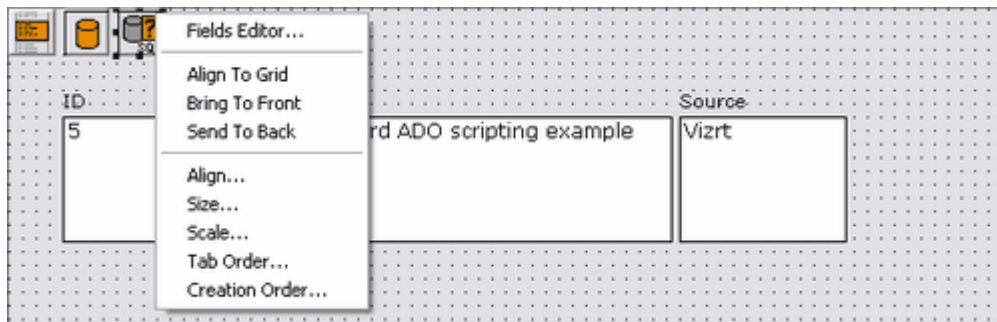 SQ
Fields Editor...
Align To Grid
Bring To Front
Send To Back
Align...
Size...
Scale...
Tab Order...
Creation Order...
ID
Source
5
rd ADO scripting example
Vizrt